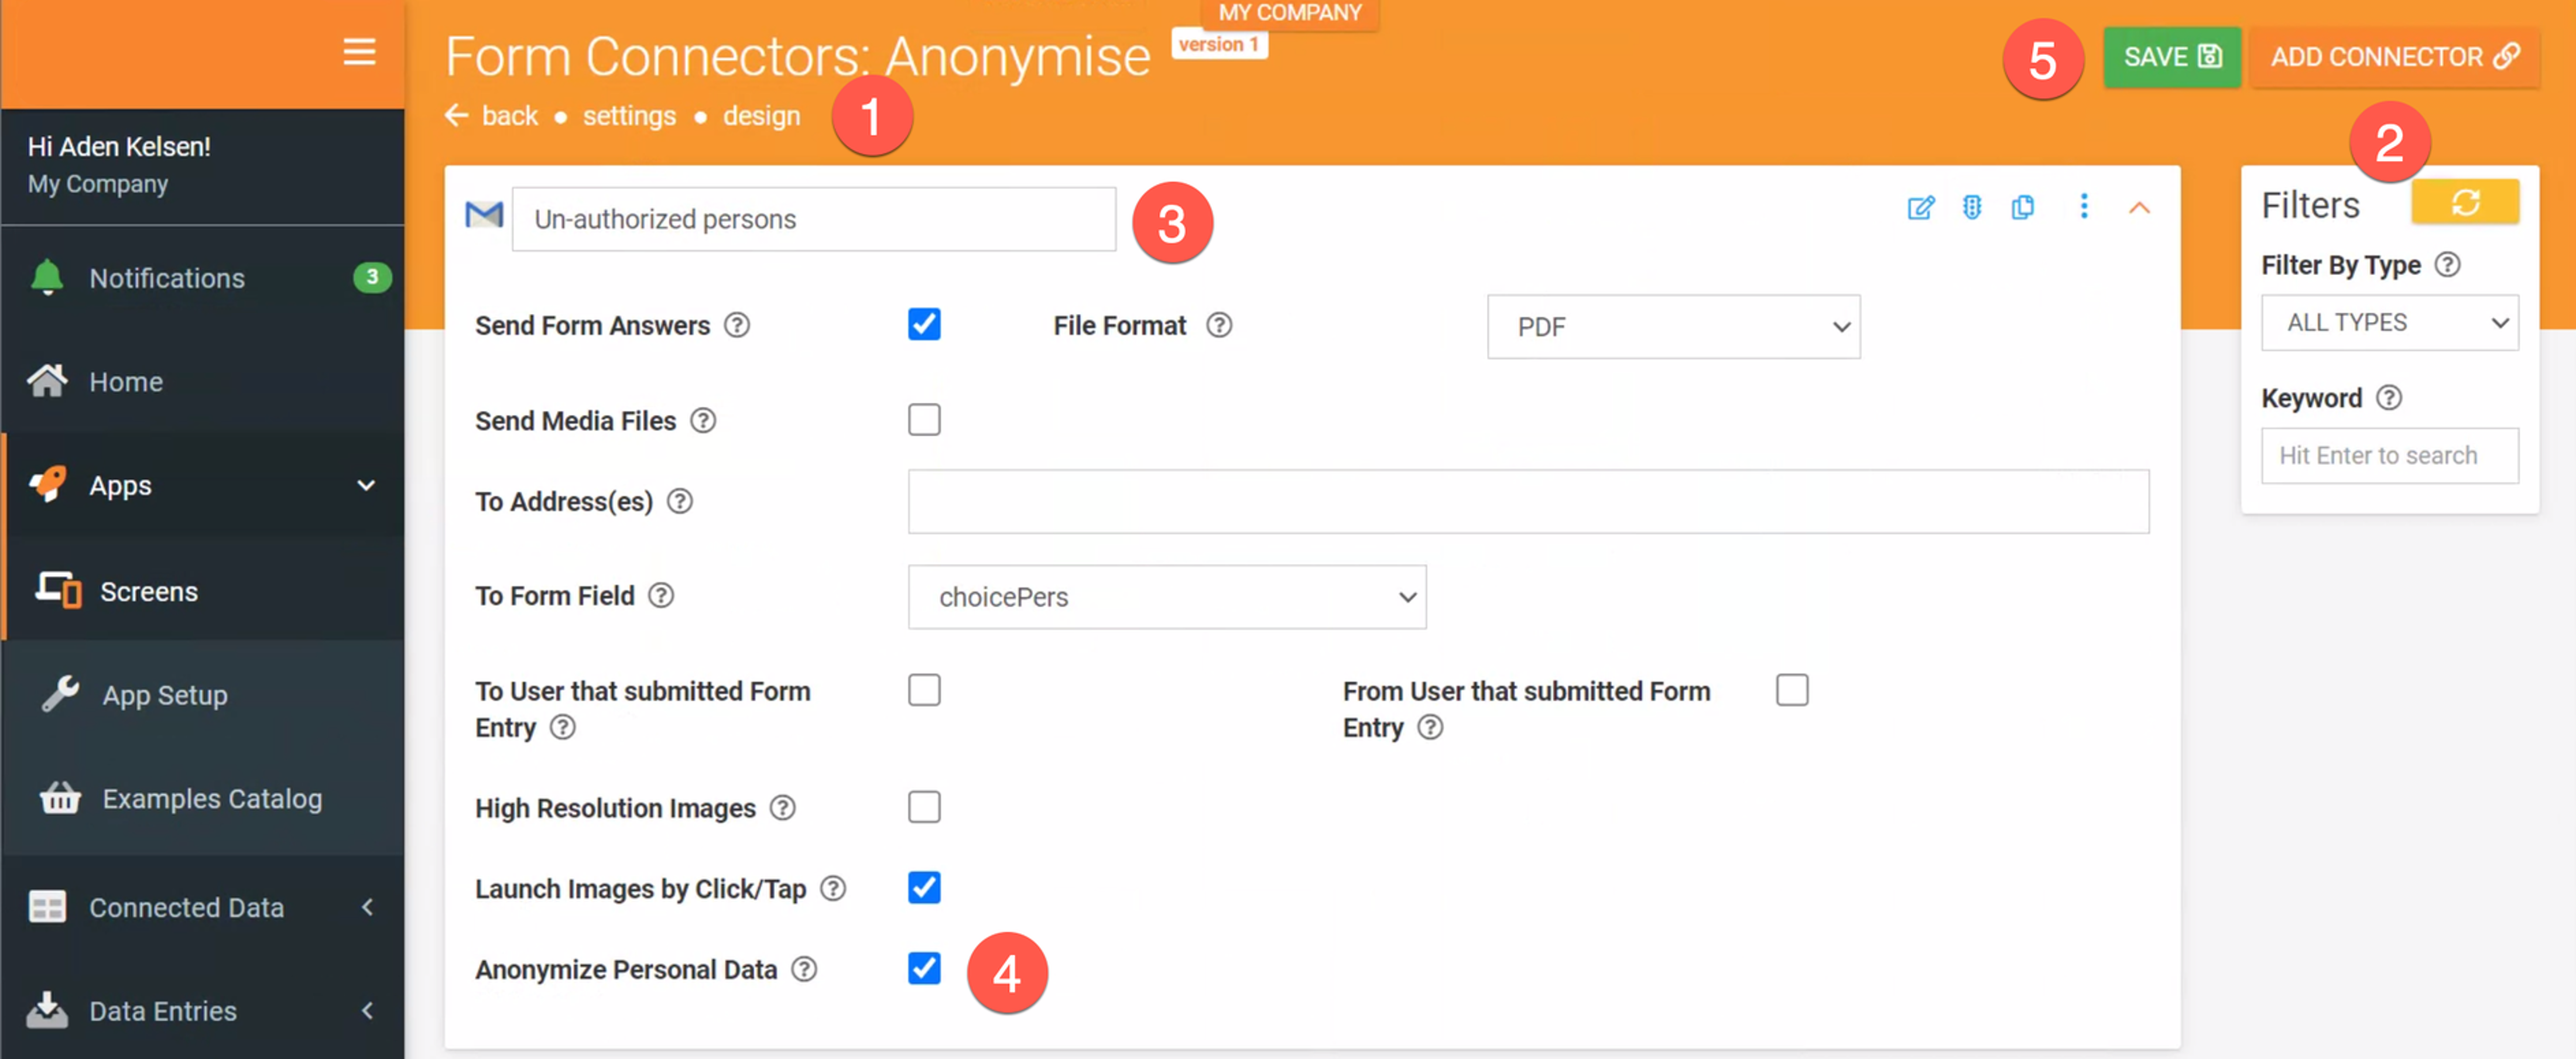 MY COMPANY
Form Connectors: Anonymise
version 1
5
SAVE
ADD CONNECTOR
back • settings • design
1
2
Hi Aden Kelsen!
My Company
Notifications
3
Home
Apps
Screens
App Setup
Examples Catalog
Connected Data
Data Entries
Un-authorized persons
3
Send Form Answers ?
File Format ?
PDF
Send Media Files ?
To Address(es) ?
To Form Field ?
choicePers
To User that submitted Form
Entry ?
From User that submitted Form
Entry ?
High Resolution Images ?
Launch Images by Click/Tap ?
Anonymize Personal Data ?
4
Filters
Filter By Type ?
ALL TYPES
Keyword ?
Hit Enter to search